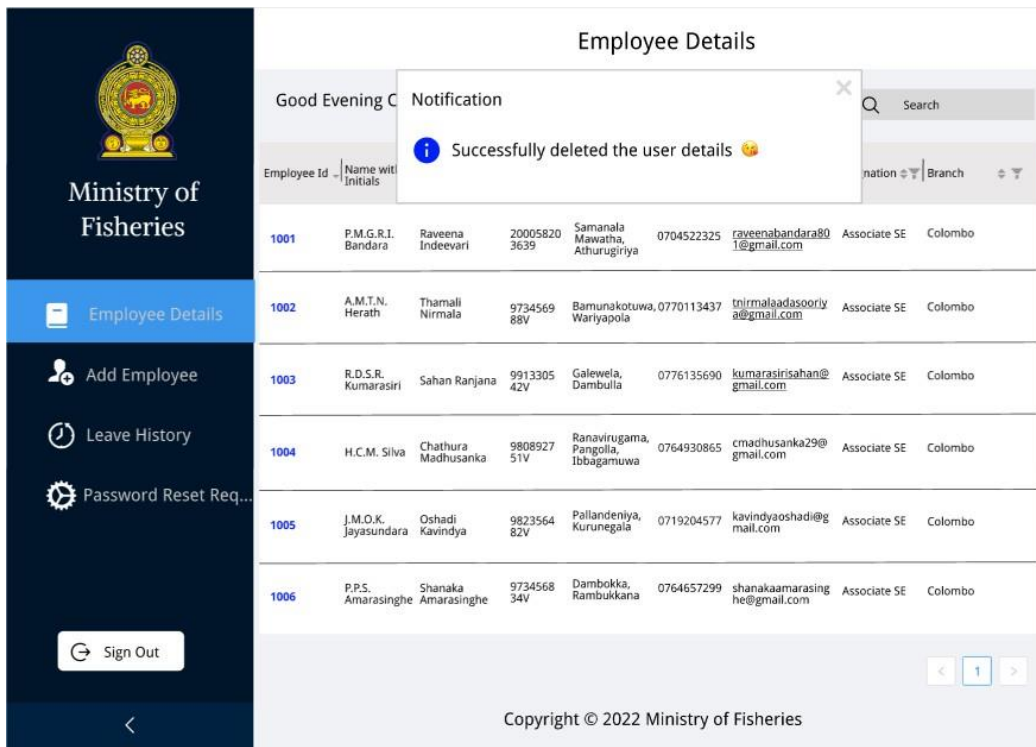 Employee Details
Ministry of
Fisheries
Employee Details
Add Employee
Leave History
Password Reset Req...
Sign Out
Good Evening C
Notification
Successfully deleted the user details 😘
Search
Employee Id
Name wit
Initials
nation
Branch
1001
P.M.G.R.I.
Bandara
Raveena
Indeevari
20005820
3639
Samanala
Mawatha,
Athurugiriya
0704522325
raveenabandara80
1@gmail.com
Associate SE
Colombo
1002
A.M.T.N.
Herath
Thamali
Nirmala
9734569
88V
Bamunakotuwa,
Wariyapola
0770113437
tnirmalaadasooriy
a@gmail.com
Associate SE
Colombo
1003
R.D.S.R.
Kumarasiri
Sahan Ranjana
9913305
42V
Galewela,
Dambulla
0776135690
kumarasirisahan@
gmail.com
Associate SE
Colombo
1004
H.C.M. Silva
Chathura
Madhusanka
9808927
51V
Ranavirugama,
Pangolla,
Ibbagamuwa
0764930865
cmadhusanka29@
gmail.com
Associate SE
Colombo
1005
J.M.O.K.
Jayasundara
Oshadi
Kavindya
9823564
82V
Pallandeniya,
Kurunegala
0719204577
kavindyaoshadi@g
mail.com
Associate SE
Colombo
1006
P.P.S.
Amarasinghe
Shanaka
Amarasinghe
9734568
34V
Dambokka,
Rambukkana
0764657299
shanakaamarasing
he@gmail.com
Associate SE
Colombo
1
Copyright © 2022 Ministry of Fisheries